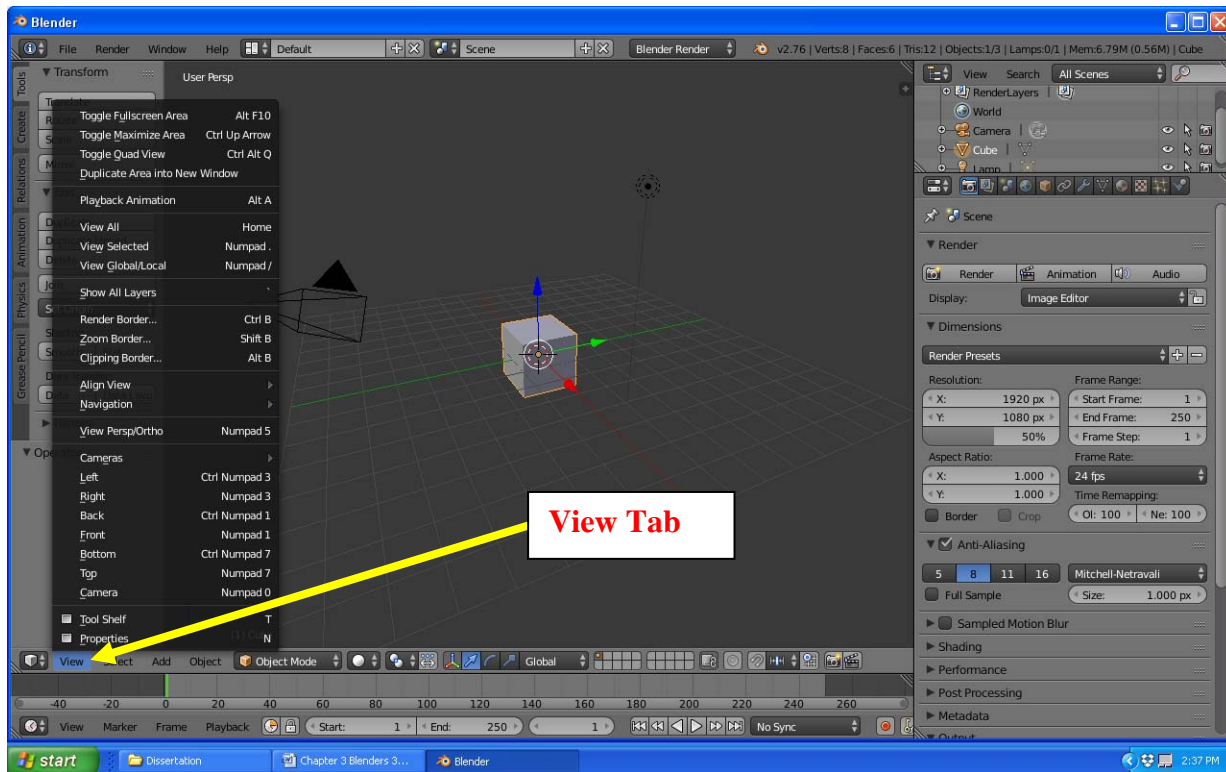 Blender
File Render Window Help Default Scene Blender Render v2.76 | Verts:8 | Faces:6 | Tris:12 | Objects:1/3 | Lamps:0/1 | Mem:6.79M (0.56M) | Cube
Tools
Create
Relations
Animation
Physics
Grease Pencil
Transform
User Persp
Toggle Fullscreen Area Alt F10
Toggle Maximize Area Ctrl Up Arrow
Toggle Quad View Ctrl Alt Q
Duplicate Area into New Window
Playback Animation Alt A
View All Home
View Selected Numpad .
View Global/Local Numpad /
Show All Layers `
Render Border... Ctrl B
Zoom Border... Shift B
Clipping Border... Alt B
Align View
Navigation
View Persp/Ortho Numpad 5
Cameras
Left Ctrl Numpad 3
Right Numpad 3
Back Ctrl Numpad 1
Front Numpad 1
Bottom Ctrl Numpad 7
Top Numpad 7
Camera Numpad 0
Tool Shelf T
Properties N
View Tab
View Select Add Object Object Mode Global
-40 -20 0 20 40 60 80 100 120 140 160 180 200 220 240 260
View Marker Frame Playback Start: 1 End: 250 1 No Sync
View Search All Scenes
RenderLayers |
World
Camera |
Cube |
Lamp |
Scene
Render
Render Animation Audio
Display: Image Editor
Dimensions
Render Presets
Resolution: Frame Range:
X: 1920 px Start Frame: 1
Y: 1080 px End Frame: 250
50% Frame Step: 1
Aspect Ratio: Frame Rate:
X: 1.000 24 fps
Y: 1.000 Time Remapping:
Border Crop Ol: 100 Ne: 100
Anti-Aliasing
5 8 11 16 Mitchell-Netravali
Full Sample Size: 1.000 px
Sampled Motion Blur
Shading
Performance
Post Processing
Metadata
Output
start Dissertation Chapter 3 Blenders 3... Blender 2:37 PM